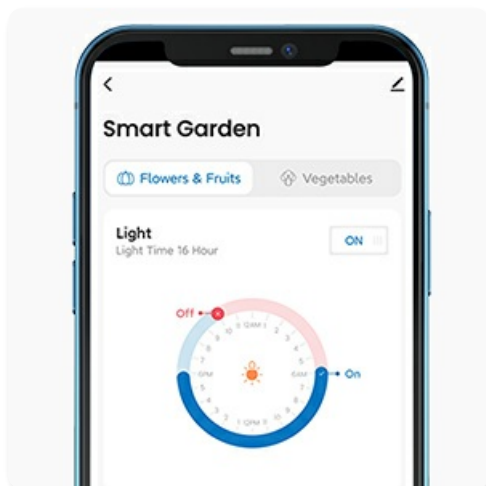 Smart Garden
Flowers & Fruits Vegetables
Light
Light Time 16 Hour
ON
Off
12AM
6PM
6AM
On
12PM